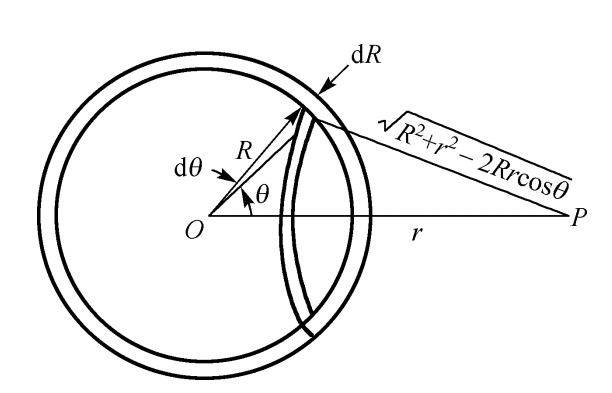 dR
√R²+r²−2Rrcosθ
R
dθ
θ
O
P
r